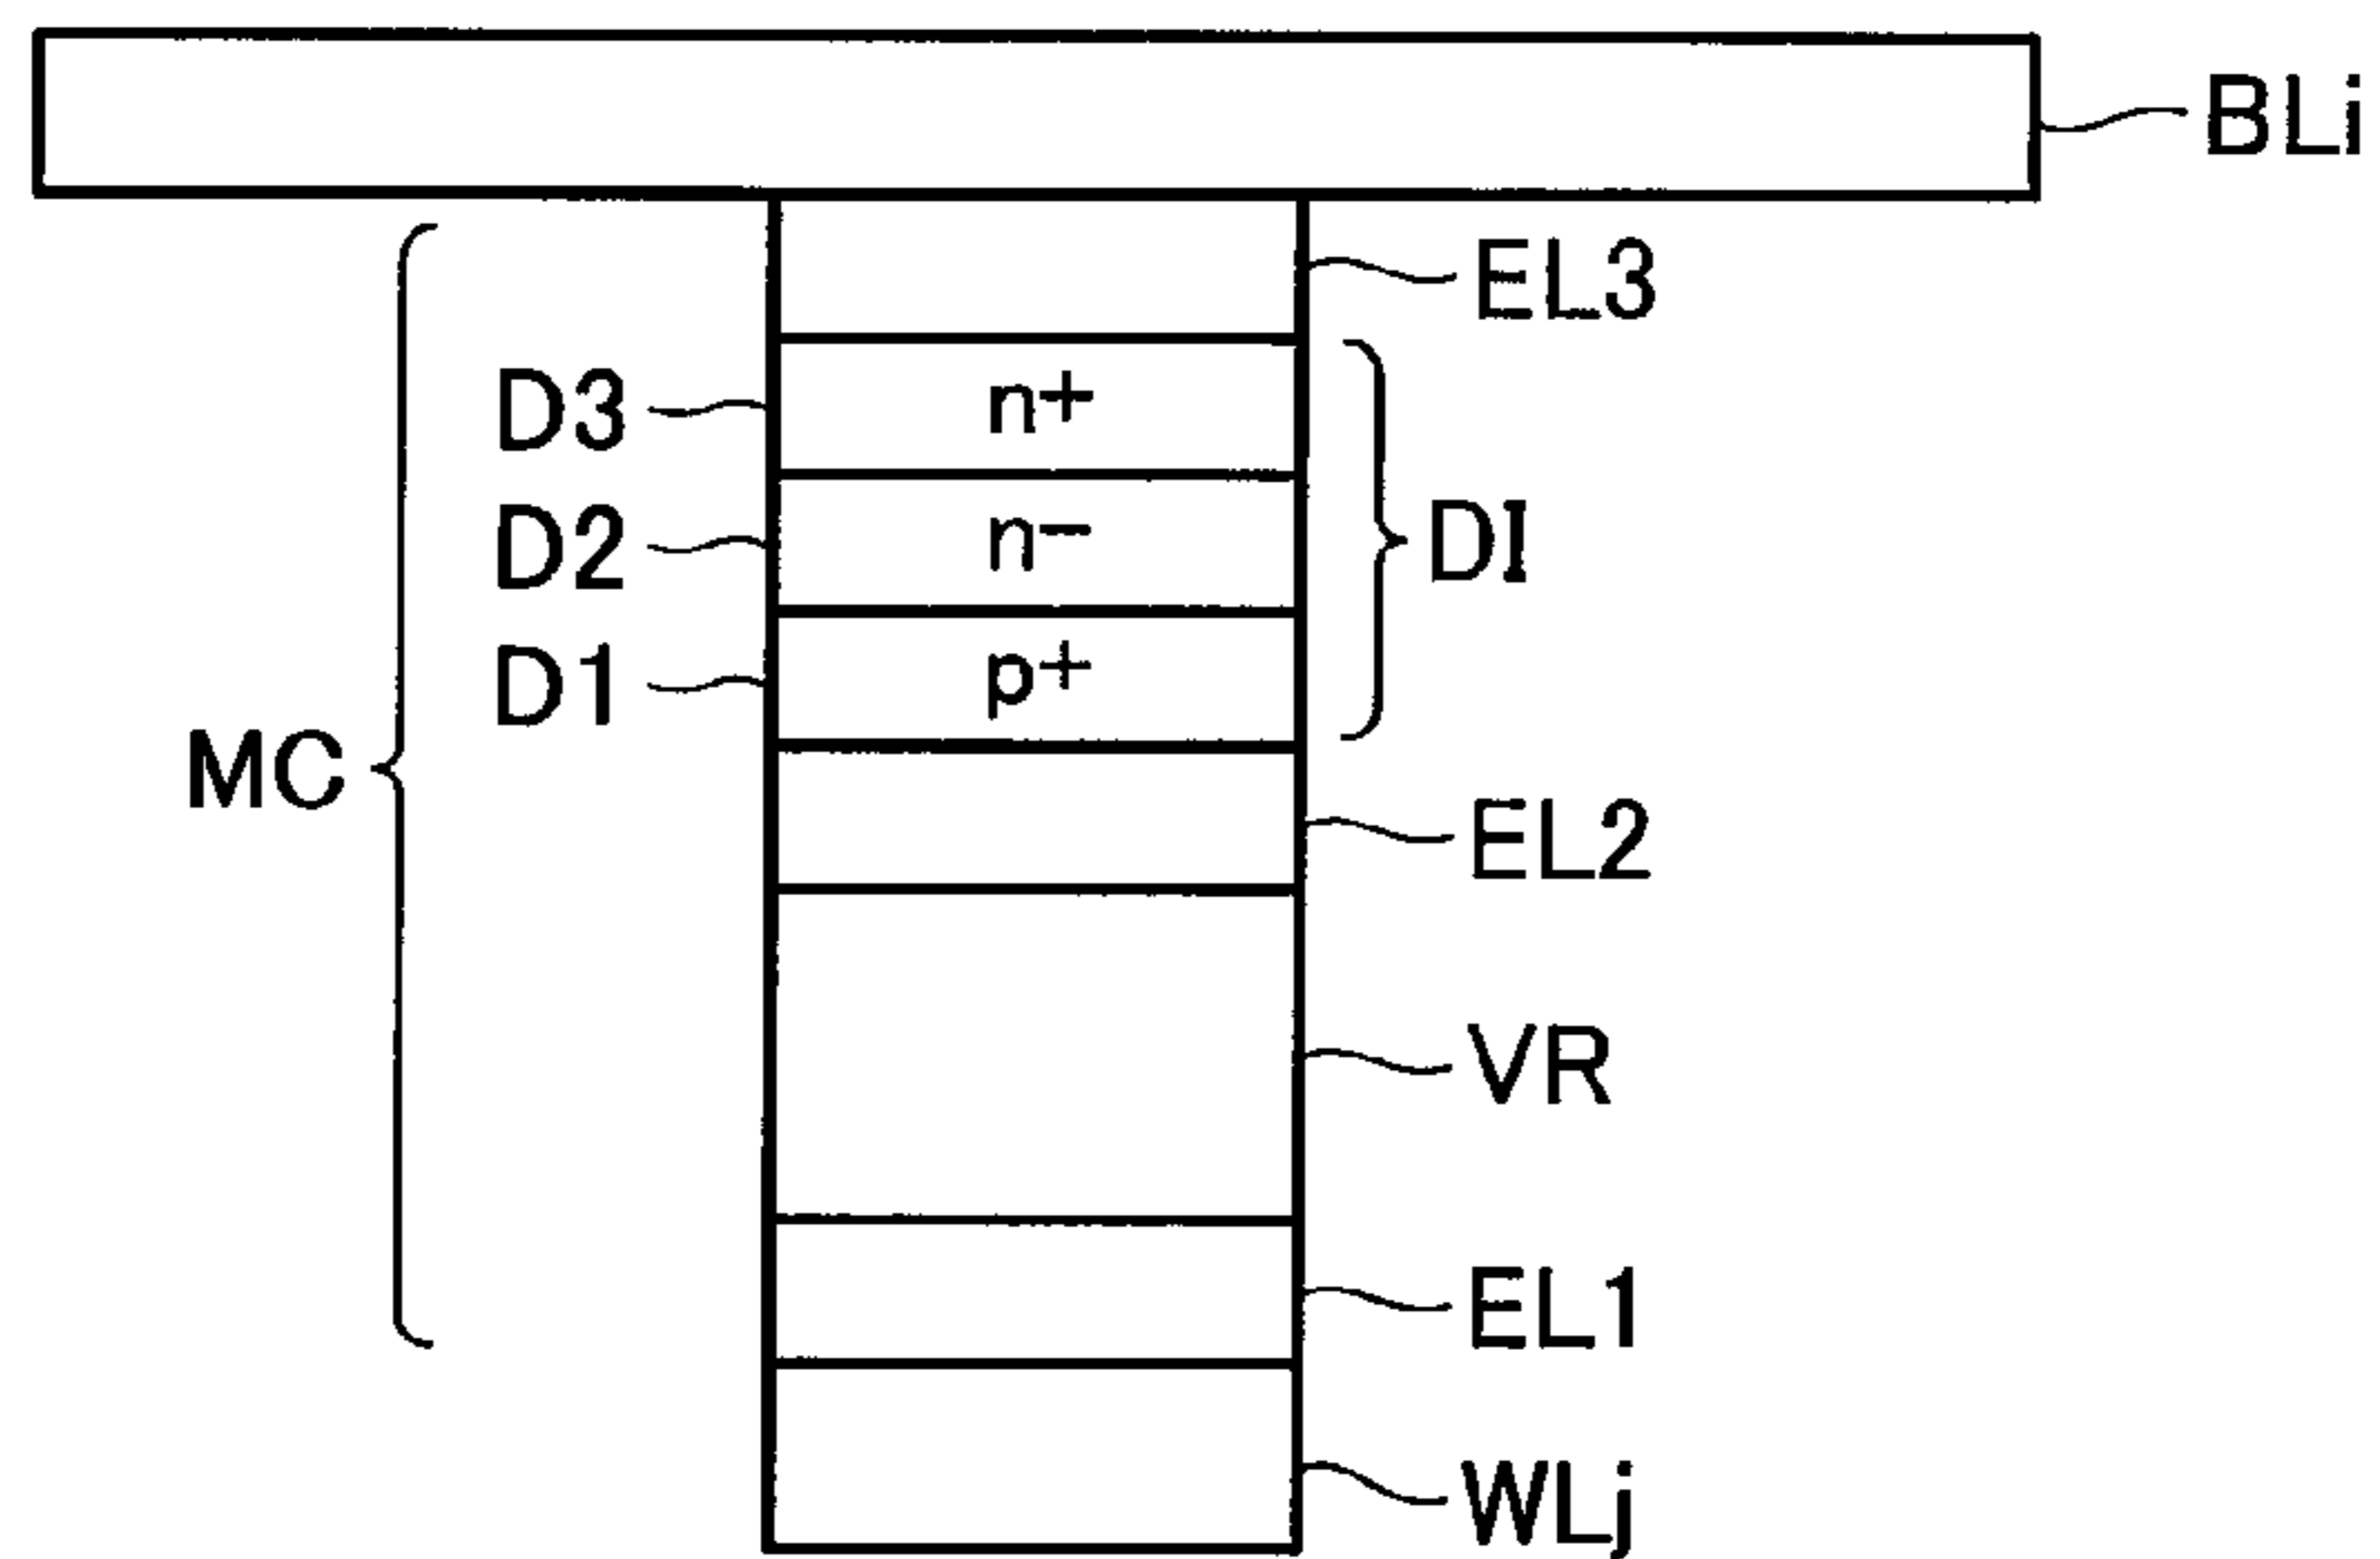 BLi
EL3
D3 n+
D2 n− DI
D1 p+
MC
EL2
VR
EL1
WLj